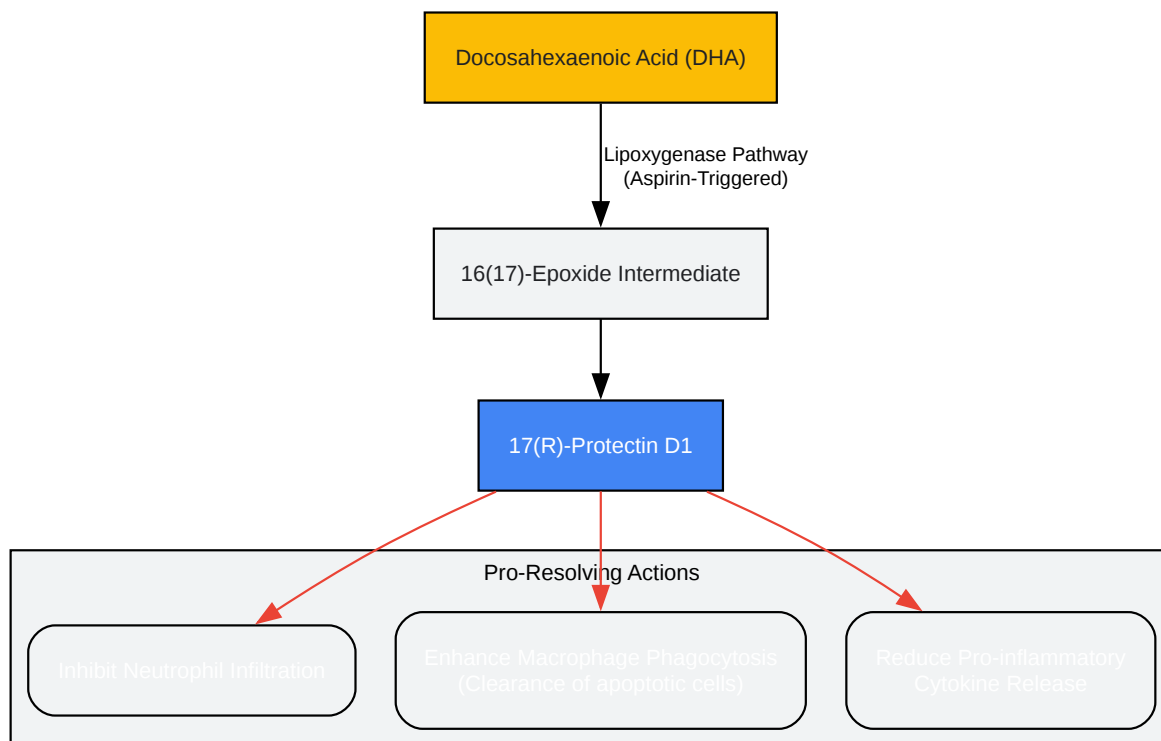 Docosahexaenoic Acid (DHA)
Lipoxygenase Pathway
(Aspirin-Triggered)
16(17)-Epoxide Intermediate
17(R)-Protectin D1
Pro-Resolving Actions
Inhibit Neutrophil Infiltration
Enhance Macrophage Phagocytosis
(Clearance of apoptotic cells)
Reduce Pro-inflammatory
Cytokine Release